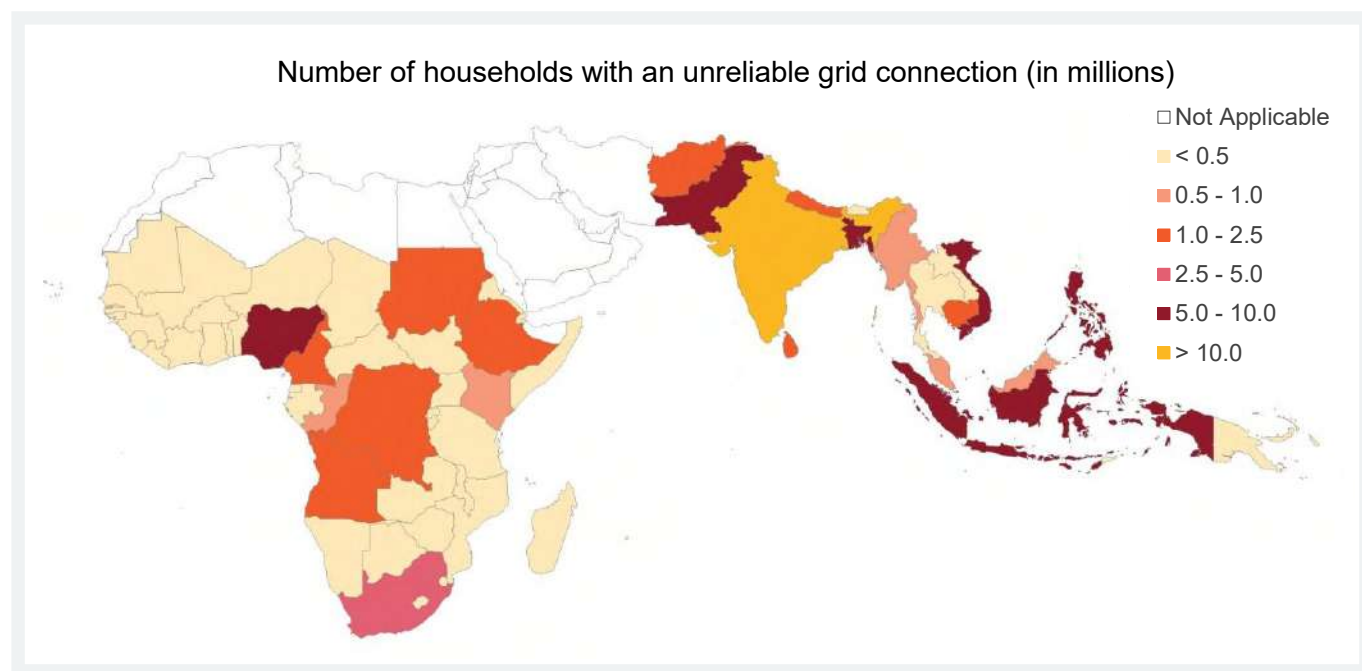 Number of households with an unreliable grid connection (in millions)
Not Applicable
< 0.5
0.5 - 1.0
1.0 - 2.5
2.5 - 5.0
5.0 - 10.0
> 10.0